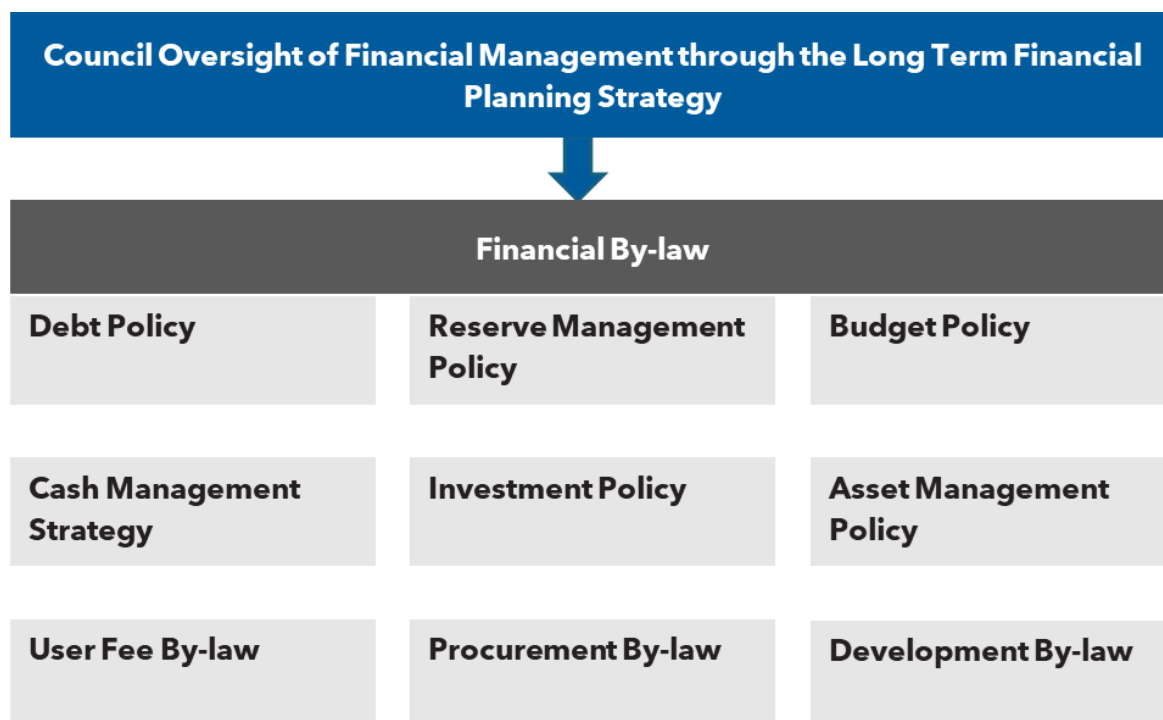 Council Oversight of Financial Management through the Long Term Financial
Planning Strategy
Financial By-law
Debt Policy
Reserve Management
Policy
Budget Policy
Cash Management
Strategy
Investment Policy
Asset Management
Policy
User Fee By-law
Procurement By-law
Development By-law